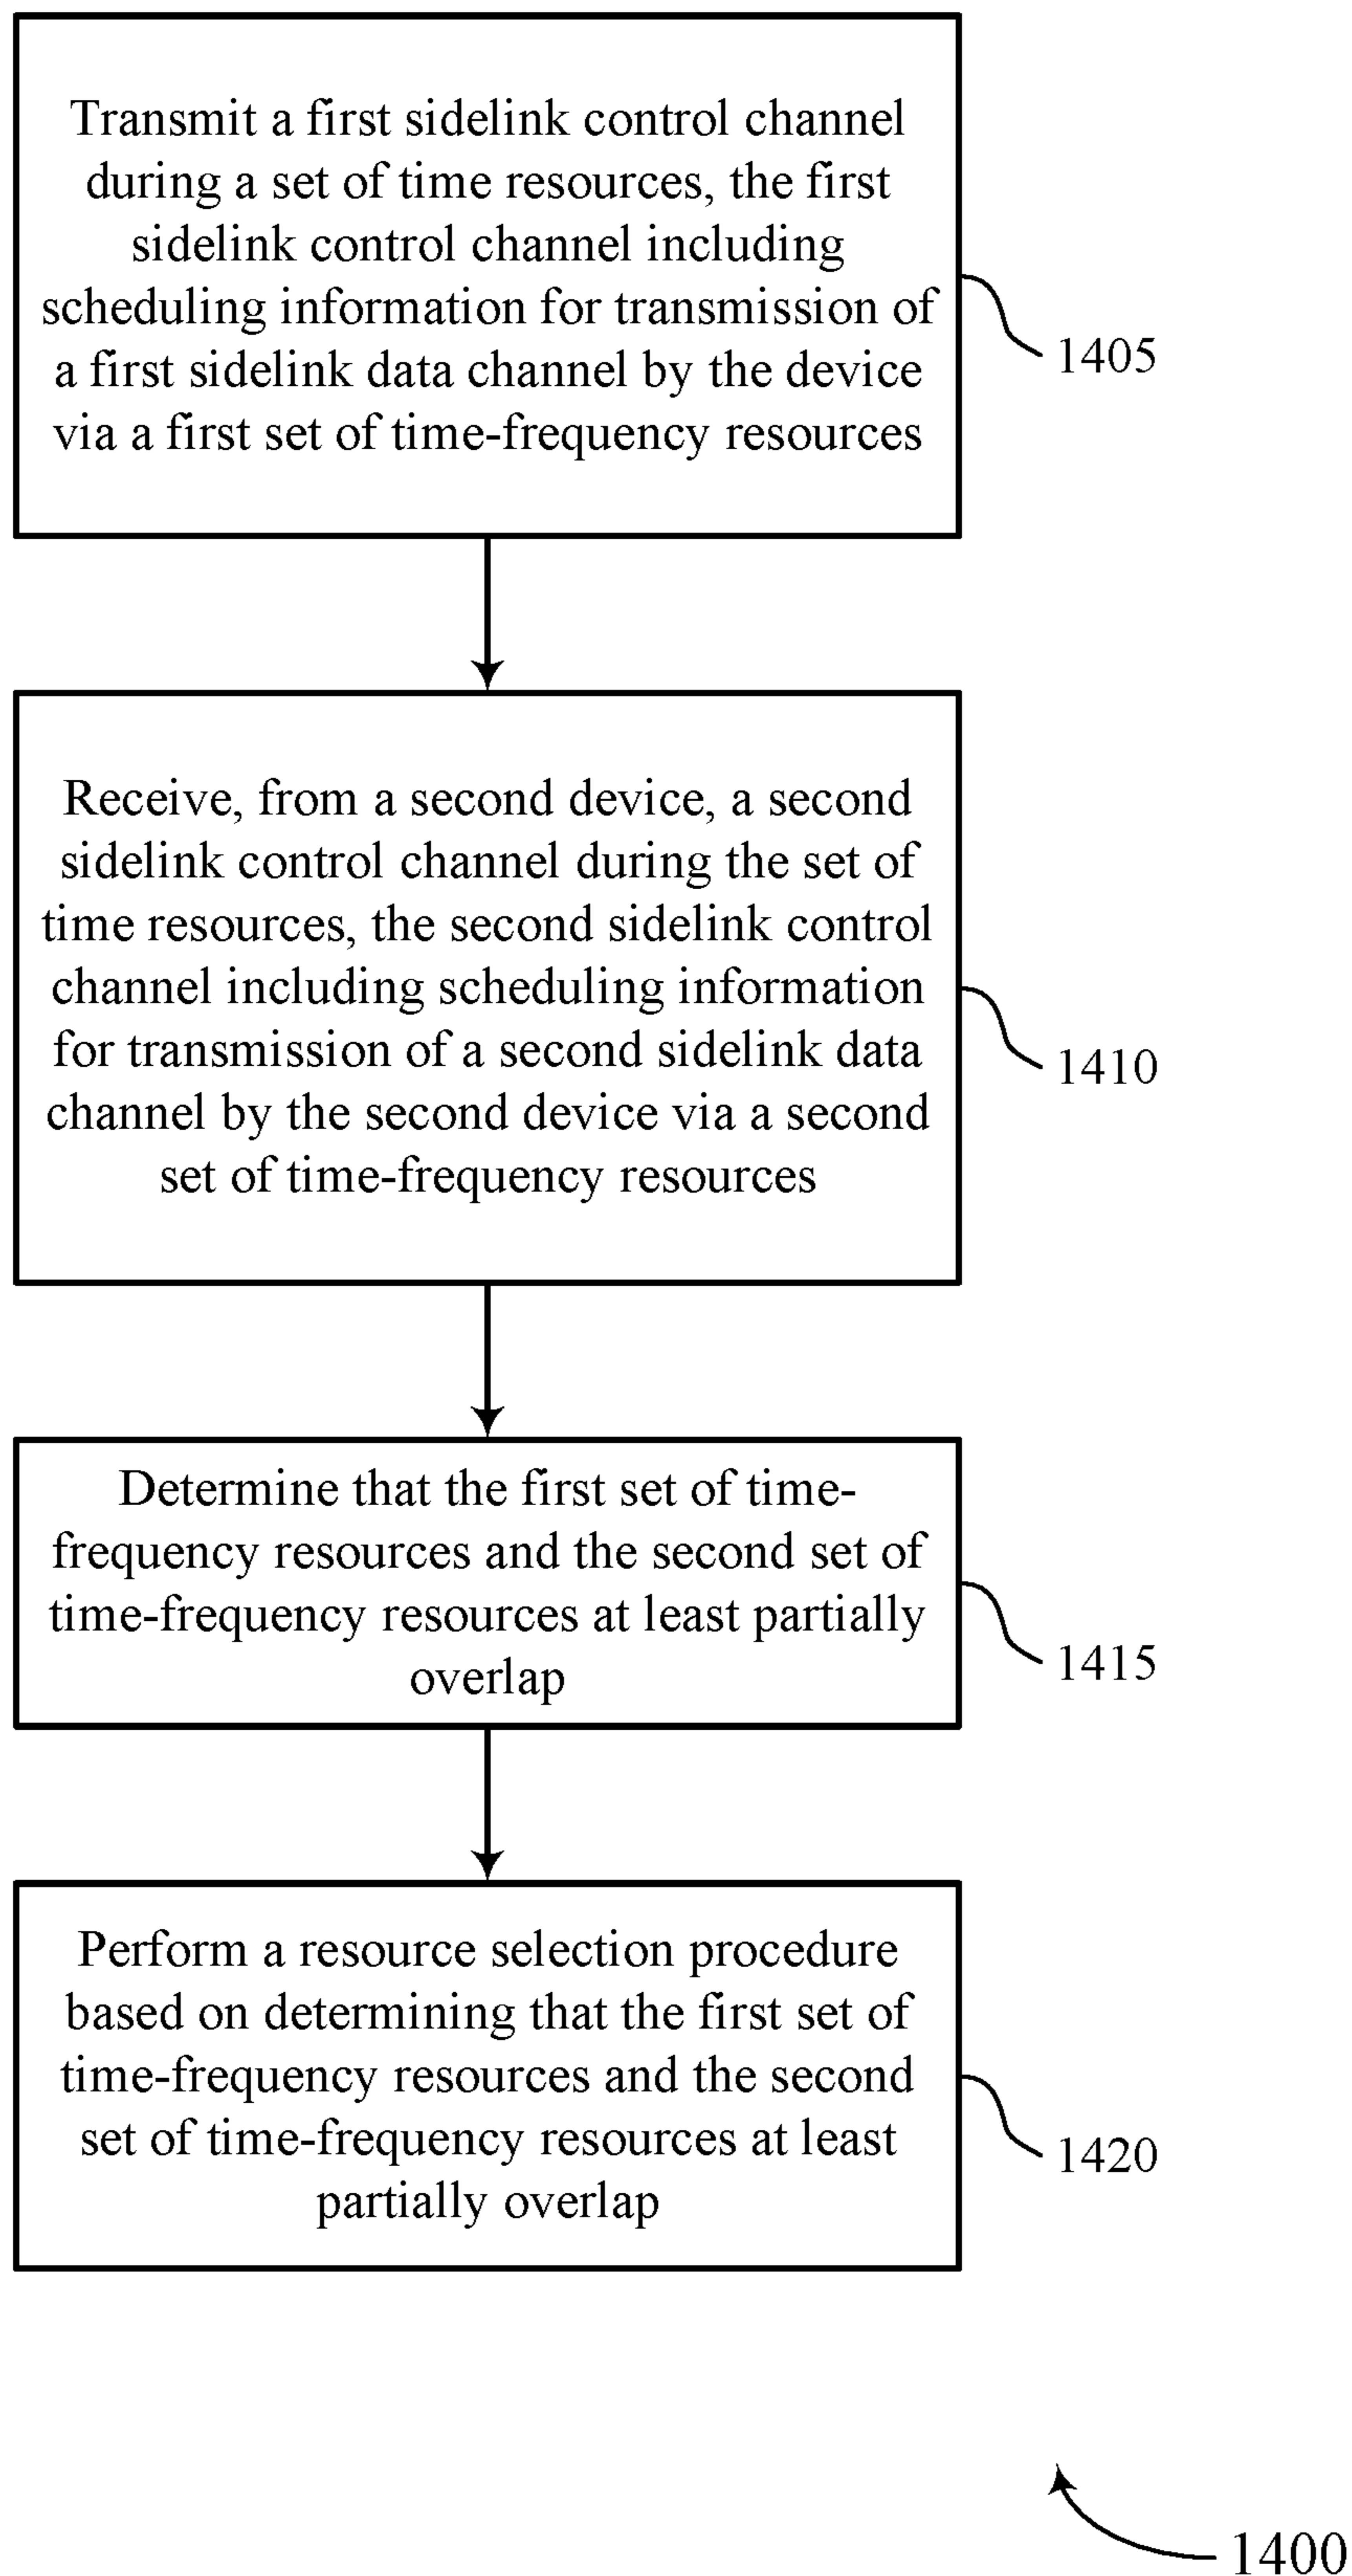 Transmit a first sidelink control channel
during a set of time resources, the first
sidelink control channel including
scheduling information for transmission of
a first sidelink data channel by the device
via a first set of time-frequency resources
1405
Receive, from a second device, a second
sidelink control channel during the set of
time resources, the second sidelink control
channel including scheduling information
for transmission of a second sidelink data
channel by the second device via a second
set of time-frequency resources
1410
Determine that the first set of time-
frequency resources and the second set of
time-frequency resources at least partially
overlap
1415
Perform a resource selection procedure
based on determining that the first set of
time-frequency resources and the second
set of time-frequency resources at least
partially overlap
1420
1400